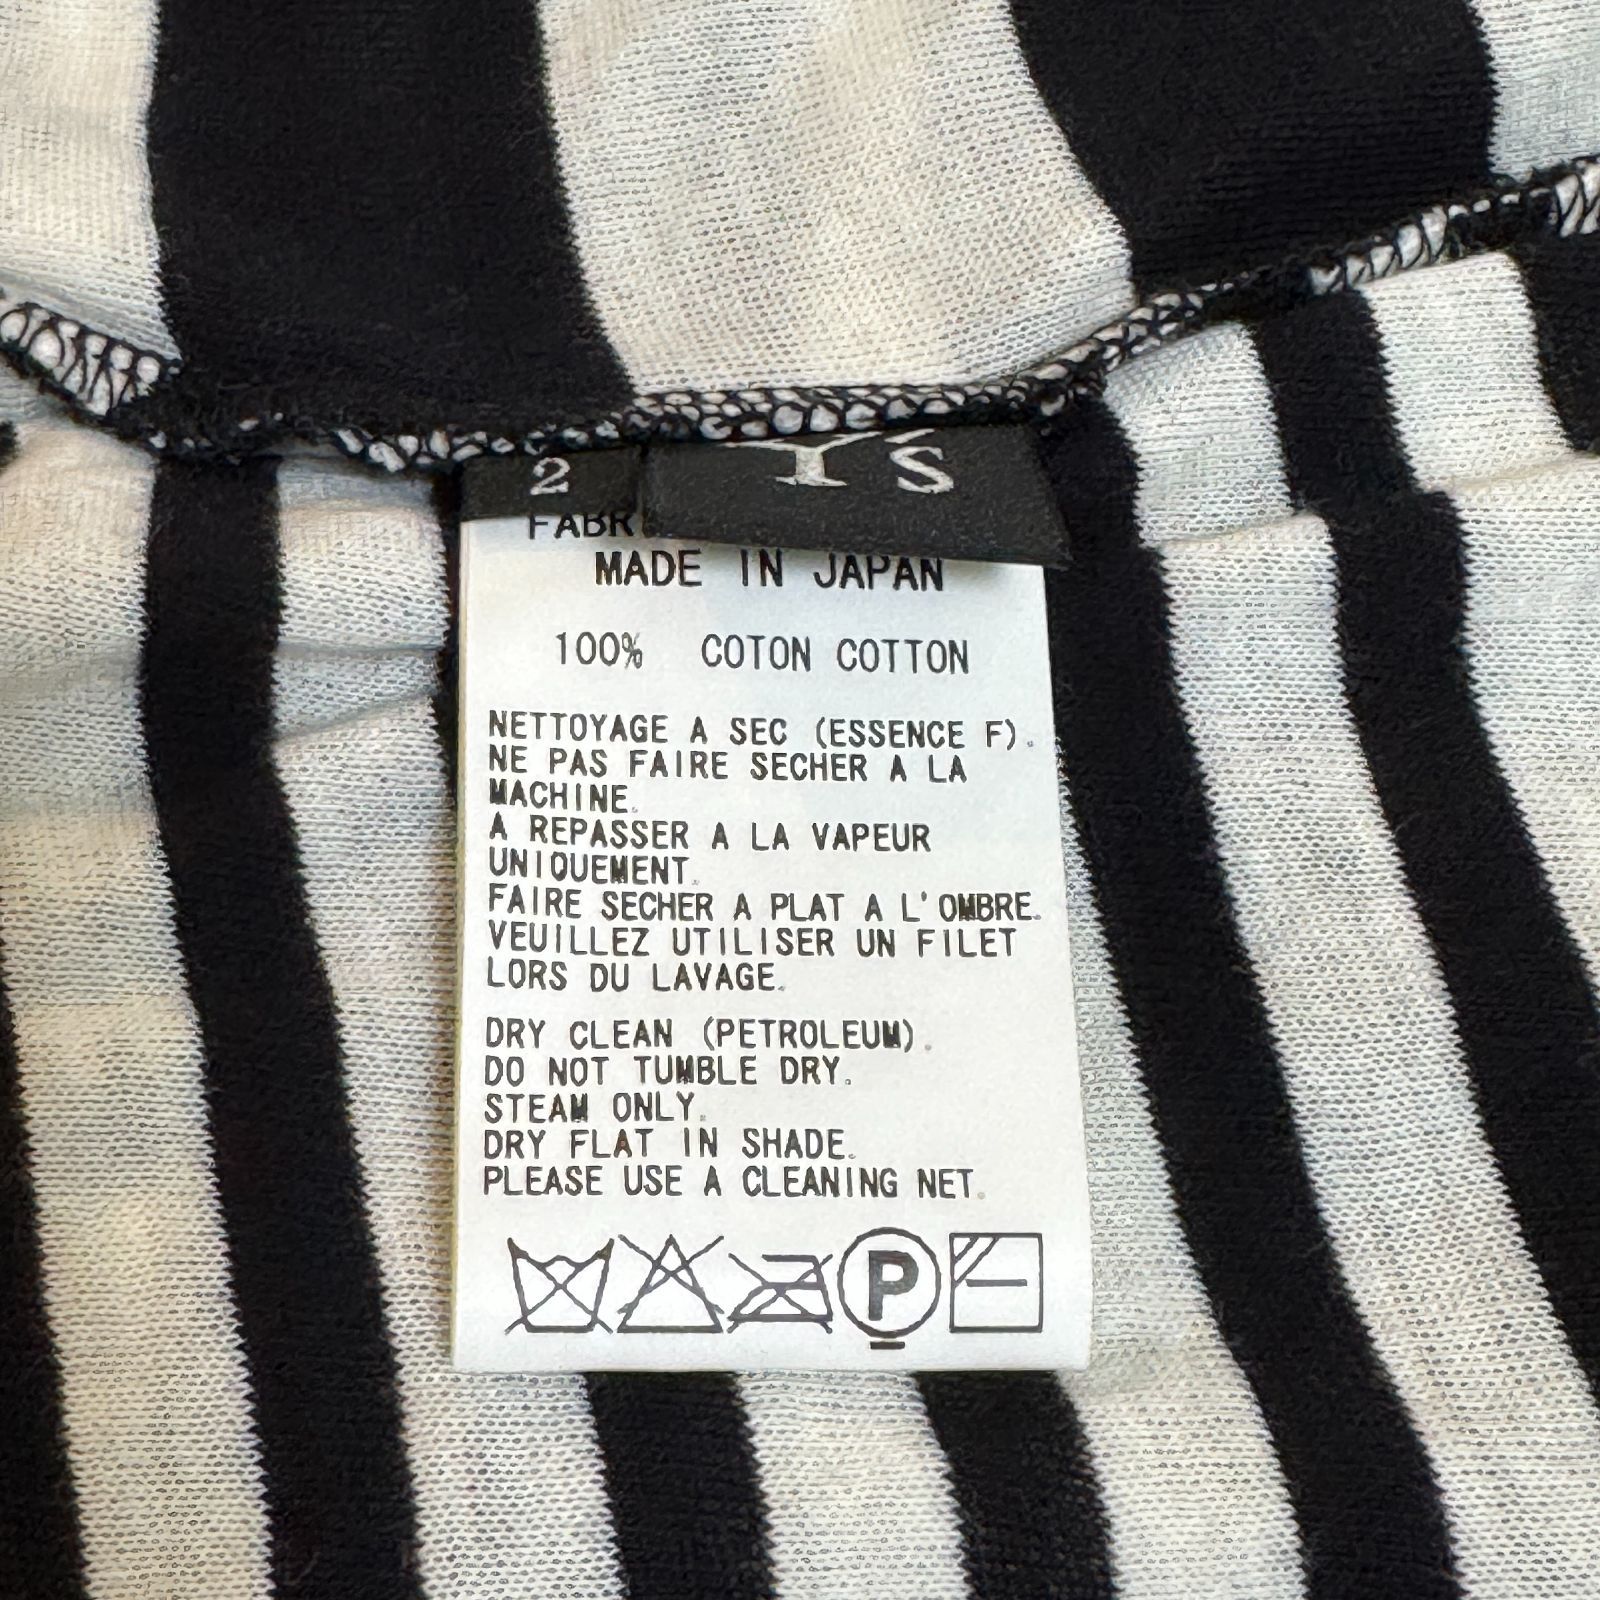 2
Y's
MADE IN JAPAN
100% COTON COTTON
NETTOYAGE A SEC (ESSENCE F).
NE PAS FAIRE SECHER A LA
MACHINE.
A REPASSER A LA VAPEUR
UNIQUEMENT.
FAIRE SECHER A PLAT A L'OMBRE.
VEUILLEZ UTILISER UN FILET
LORS DU LAVAGE.
DRY CLEAN (PETROLEUM).
DO NOT TUMBLE DRY.
STEAM ONLY.
DRY FLAT IN SHADE.
PLEASE USE A CLEANING NET.
P